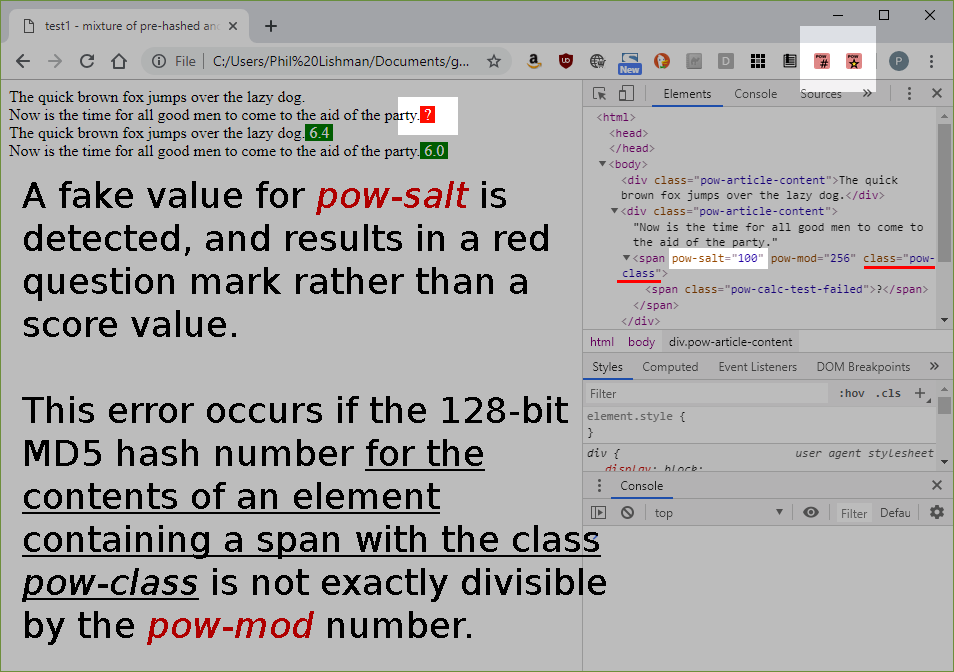 test1 - mixture of pre-hashed and
File C:/Users/Phil%20Lishman/Documents/g...
New
POW #
POW
P
The quick brown fox jumps over the lazy dog.
Now is the time for all good men to come to the aid of the party. ?
The quick brown fox jumps over the lazy dog. 6.4
Now is the time for all good men to come to the aid of the party. 6.0
A fake value for pow-salt is
detected, and results in a red
question mark rather than a
score value.
This error occurs if the 128-bit
MD5 hash number for the
contents of an element
containing a span with the class
pow-class is not exactly divisible
by the pow-mod number.
Elements Console Sources »
<html>
<head>
</head>
▼<body>
<div class="pow-article-content">The quick
brown fox jumps over the lazy dog.</div>
▼<div class="pow-article-content">
"Now is the time for all good men to come to
the aid of the party."
▼<span pow-salt="100" pow-mod="256" class="pow-
class">
<span class="pow-calc-test-failed">?</span>
</span>
</div>
html body div.pow-article-content
Styles Computed Event Listeners DOM Breakpoints »
Filter :hov .cls +
element.style {
}
div { user agent stylesheet
display: block;
Console
top Filter Defau